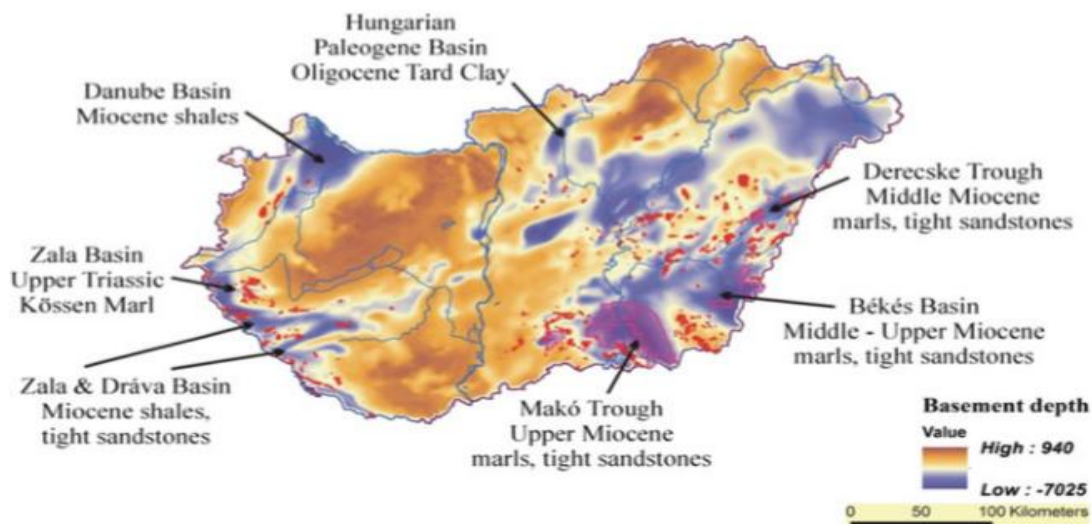 Hungarian
Paleogene Basin
Oligocene Tard Clay
Danube Basin
Miocene shales
Derecske Trough
Middle Miocene
marls, tight sandstones
Zala Basin
Upper Triassic
Kössen Marl
Békés Basin
Middle - Upper Miocene
marls, tight sandstones
Zala & Dráva Basin
Miocene shales,
tight sandstones
Makó Trough
Upper Miocene
marls, tight sandstones
Basement depth
Value
High : 940
Low : -7025
0 50 100 Kilometers